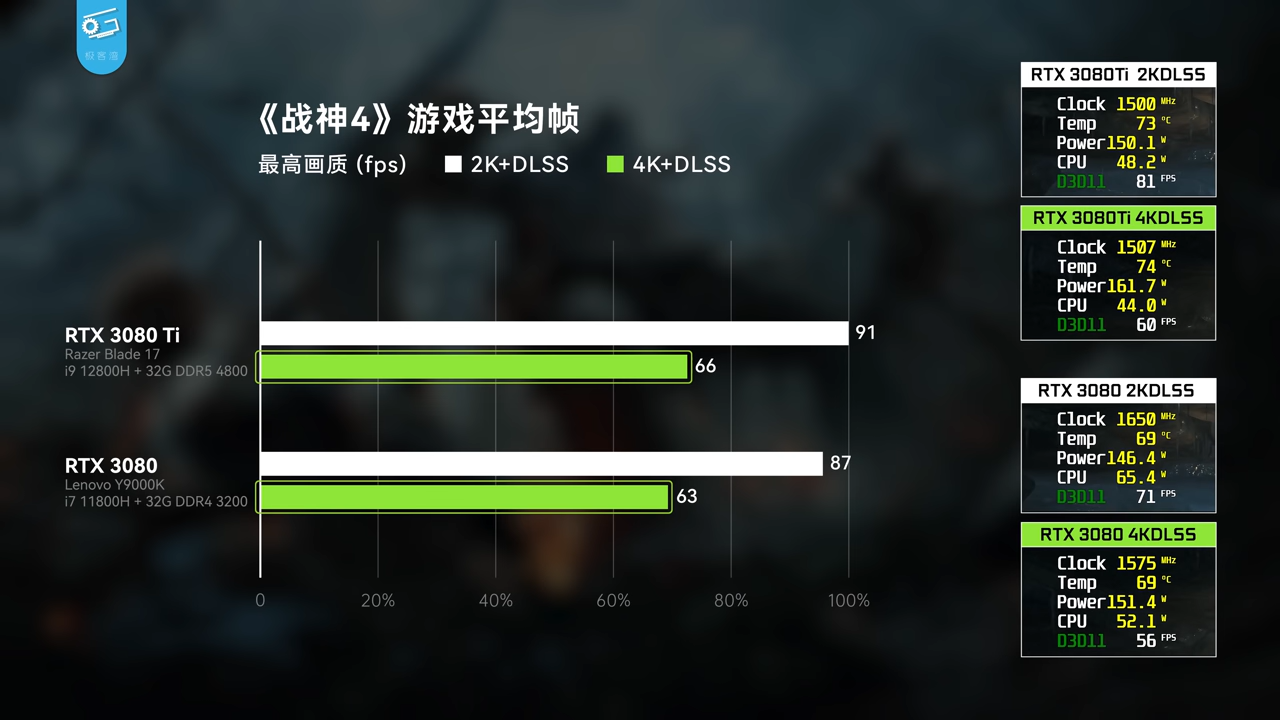 极客湾
《战神4》游戏平均帧
最高画质 (fps) 2K+DLSS 4K+DLSS
RTX 3080 Ti
Razer Blade 17
i9 12800H + 32G DDR5 4800
91
66
RTX 3080
Lenovo Y9000K
i7 11800H + 32G DDR4 3200
87
63
0 20% 40% 60% 80% 100%
RTX 3080Ti 2KDLSS
Clock 1500 MHz
Temp 73 °C
Power 150.1 W
CPU 48.2 W
D3D11 81 FPS
RTX 3080Ti 4KDLSS
Clock 1507 MHz
Temp 74 °C
Power 161.7 W
CPU 44.0 W
D3D11 60 FPS
RTX 3080 2KDLSS
Clock 1650 MHz
Temp 69 °C
Power 146.4 W
CPU 65.4 W
D3D11 71 FPS
RTX 3080 4KDLSS
Clock 1575 MHz
Temp 69 °C
Power 151.4 W
CPU 52.1 W
D3D11 56 FPS